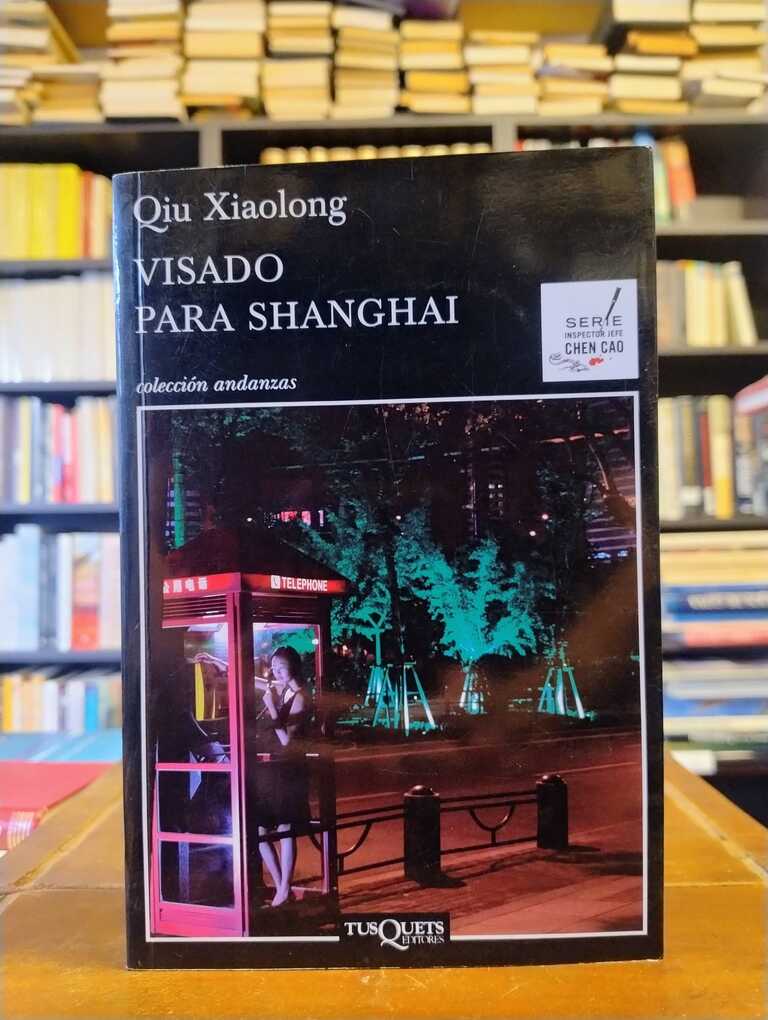 Qiu Xiaolong
VISADO
PARA SHANGHAI
SERIE
INSPECTOR JEFE
CHEN CAO
colección andanzas
公用电话
TELEPHONE
TUSQUETS
EDITORES